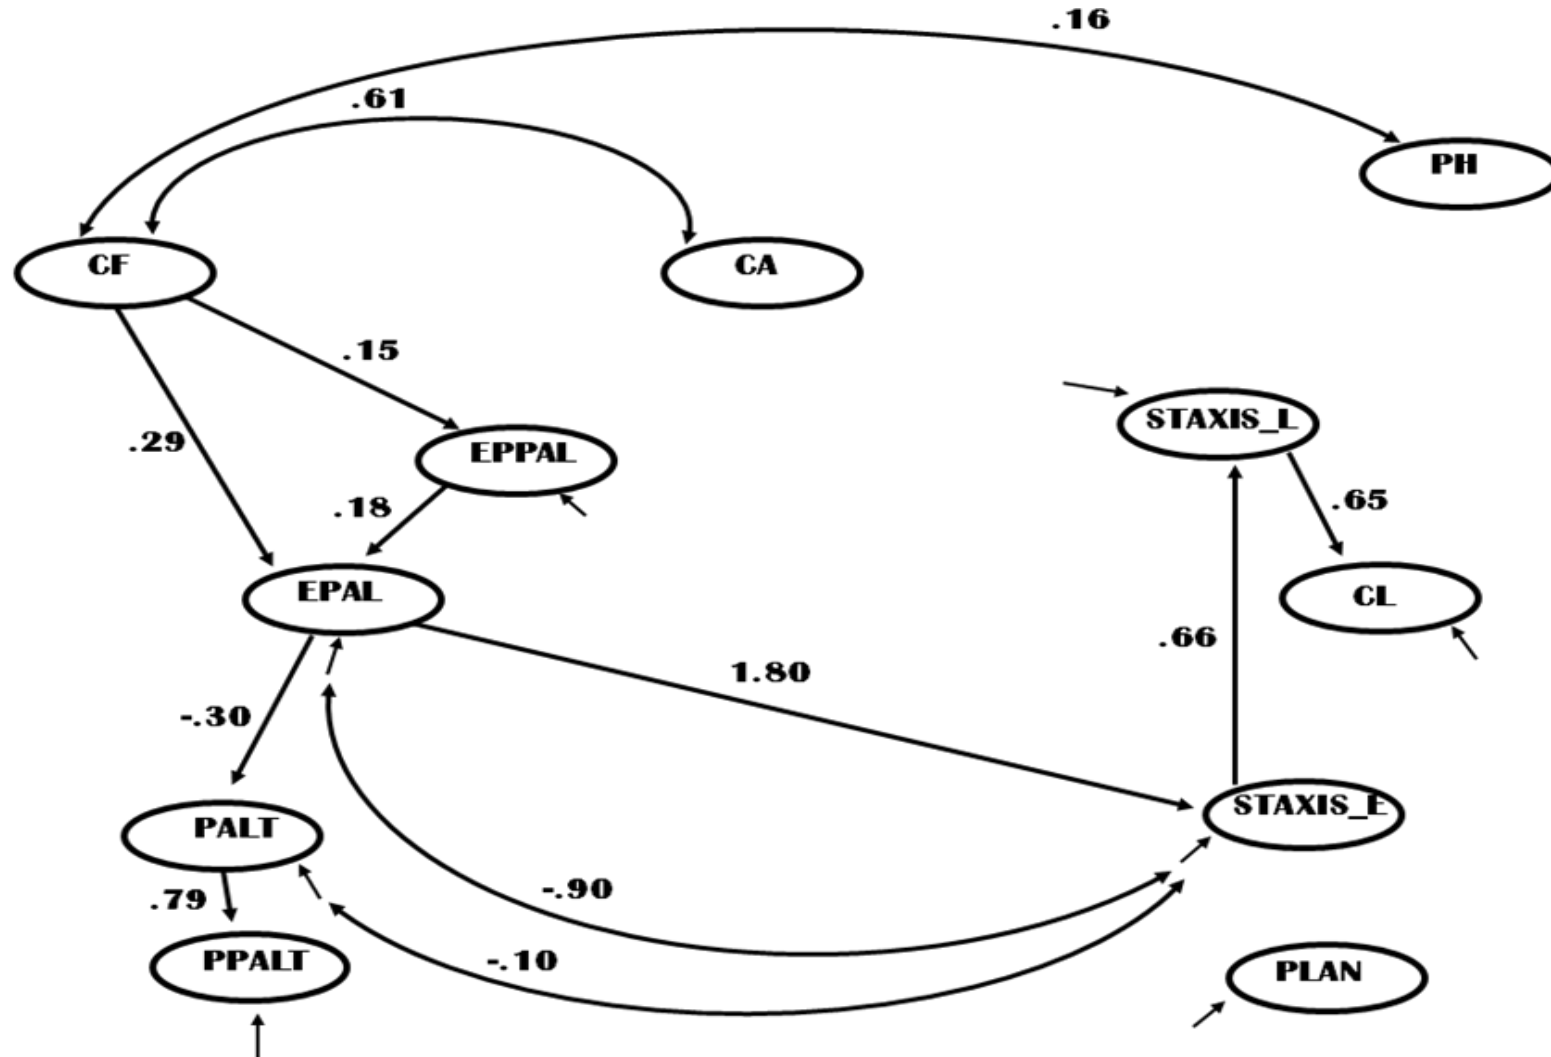 .16
.61
PH
CF
CA
.15
STAXIS_L
.29
EPPAL
.18
.65
EPAL
CL
.66
1.80
-.30
STAXIS_E
PALT
.79
-.90
PPALT
-.10
PLAN